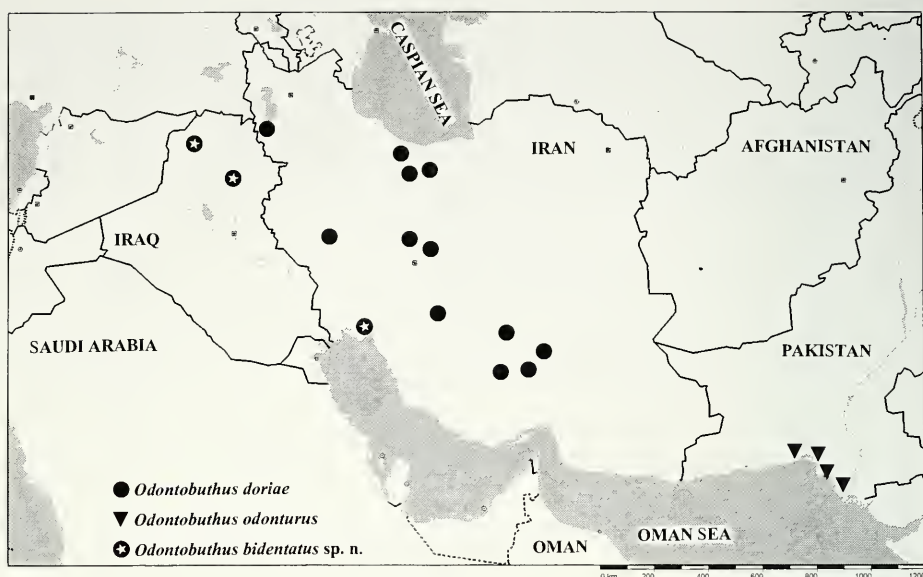 CASPIAN SEA
IRAN
AFGHANISTAN
IRAQ
SAUDI ARABIA
PAKISTAN
Odontobuthus doriae
Odontobuthus odonturus
Odontobuthus bidentatus sp. n.
OMAN
OMAN SEA
0 km 200 400 600 800 1000 1200